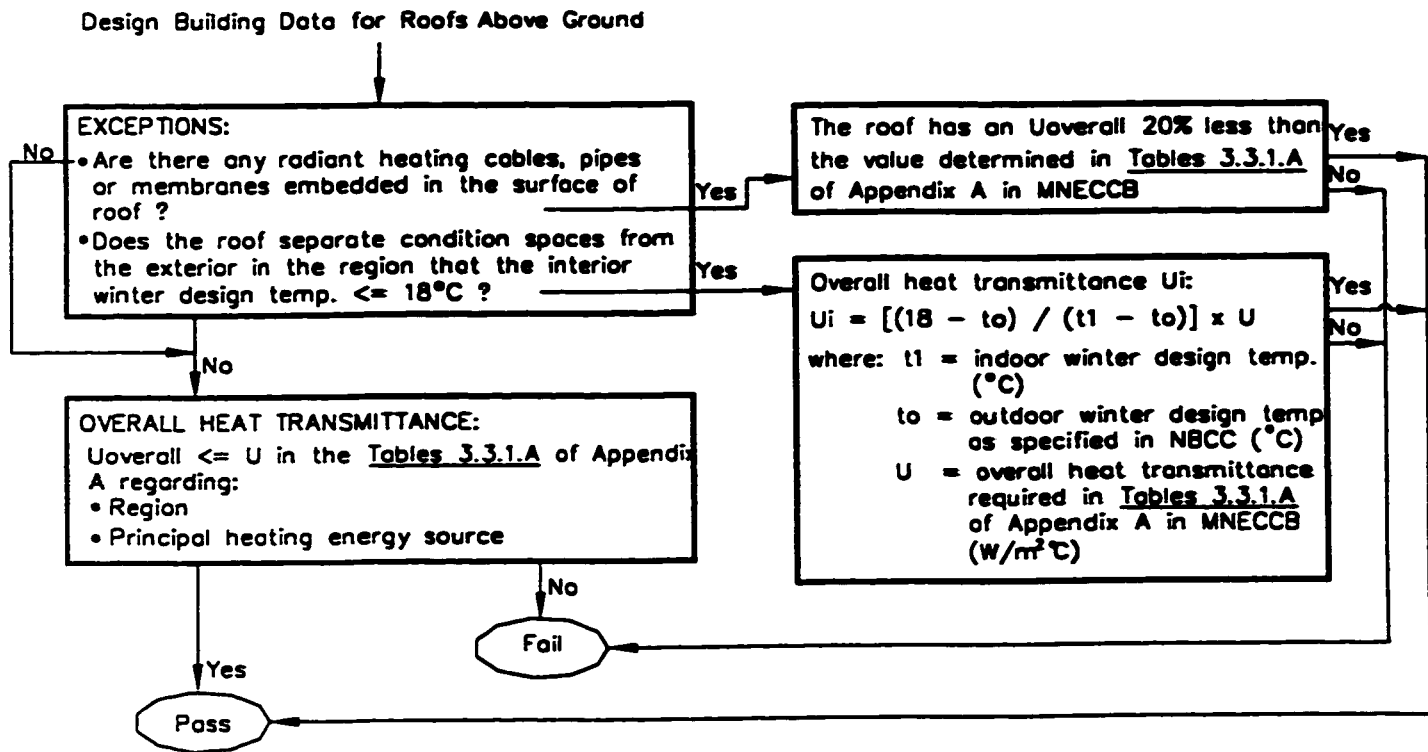 Design Building Data for Roofs Above Ground
EXCEPTIONS:
No
• Are there any radiant heating cables, pipes
or membranes embedded in the surface of
roof ?
Yes
• Does the roof separate condition spaces from
the exterior in the region that the interior
winter design temp. <= 18°C ?
Yes
No
The roof has an Uoverall 20% less than
the value determined in Tables 3.3.1.A
of Appendix A in MNECCB
Yes
No
Overall heat transmittance Ui:
Ui = [(18 - to) / (t1 - to)] x U
where: t1 = indoor winter design temp.
(°C)
to = outdoor winter design temp
as specified in NBCC (°C)
U = overall heat transmittance
required in Tables 3.3.1.A
of Appendix A in MNECCB
(W/m²°C)
Yes
No
OVERALL HEAT TRANSMITTANCE:
Uoverall <= U in the Tables 3.3.1.A of Appendix
A regarding:
• Region
• Principal heating energy source
No
Fail
Yes
Pass